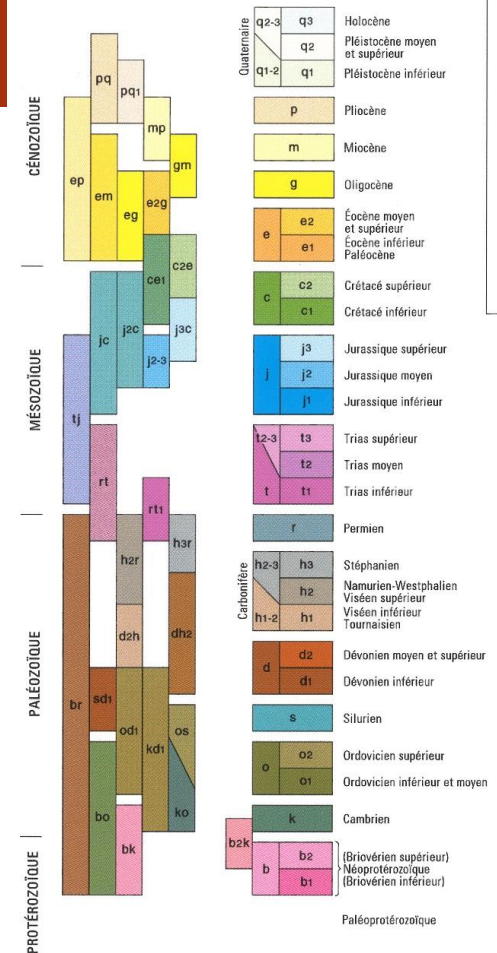 CÉNOZOÏQUE
MÉSOZOÏQUE
PALÉOZOÏQUE
PROTÉROZOÏQUE
pq
pq1
mp
gm
ep
em
eg
e2g
ce1
c2e
jc
j2c
j3c
j2-3
tj
rt
rt1
h2r
h3r
d2h
dh2
br
sd1
od1
kd1
os
ko
bo
bk
Quaternaire
q2-3
q3
Holocène
q2
Pléistocène moyen
et supérieur
q1-2
q1
Pléistocène inférieur
p
Pliocène
m
Miocène
g
Oligocène
e
e2
Éocène moyen
et supérieur
e1
Éocène inférieur
Paléocène
c
c2
Crétacé supérieur
c1
Crétacé inférieur
j
j3
Jurassique supérieur
j2
Jurassique moyen
j1
Jurassique inférieur
t2-3
t3
Trias supérieur
t2
Trias moyen
t
t1
Trias inférieur
r
Permien
Carbonifère
h2-3
h3
Stéphanien
h2
Namurien-Westphalien
Viséen supérieur
h1-2
h1
Viséen inférieur
Tournaisien
d
d2
Dévonien moyen et supérieur
d1
Dévonien inférieur
s
Silurien
o
o2
Ordovicien supérieur
o1
Ordovicien inférieur et moyen
k
Cambrien
b2k
b
b2
(Briovérien supérieur)
Néoprotérozoïque
b1
(Briovérien inférieur)
Paléoprotérozoïque